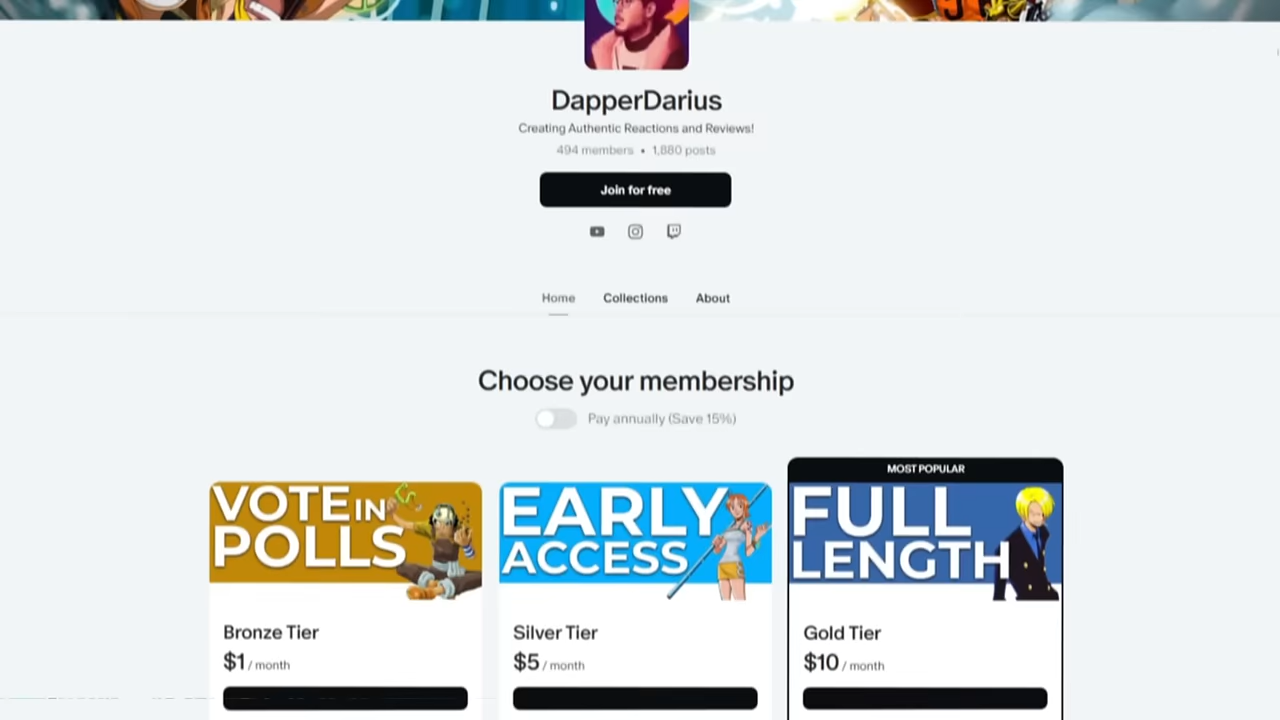 DapperDarius
Creating Authentic Reactions and Reviews!
494 members • 1,880 posts
Join for free
Home
Collections
About
Choose your membership
Pay annually (Save 15%)
MOST POPULAR
VOTE IN
POLLS
EARLY
ACCESS
FULL
LENGTH
Bronze Tier
$1 / month
Silver Tier
$5 / month
Gold Tier
$10 / month